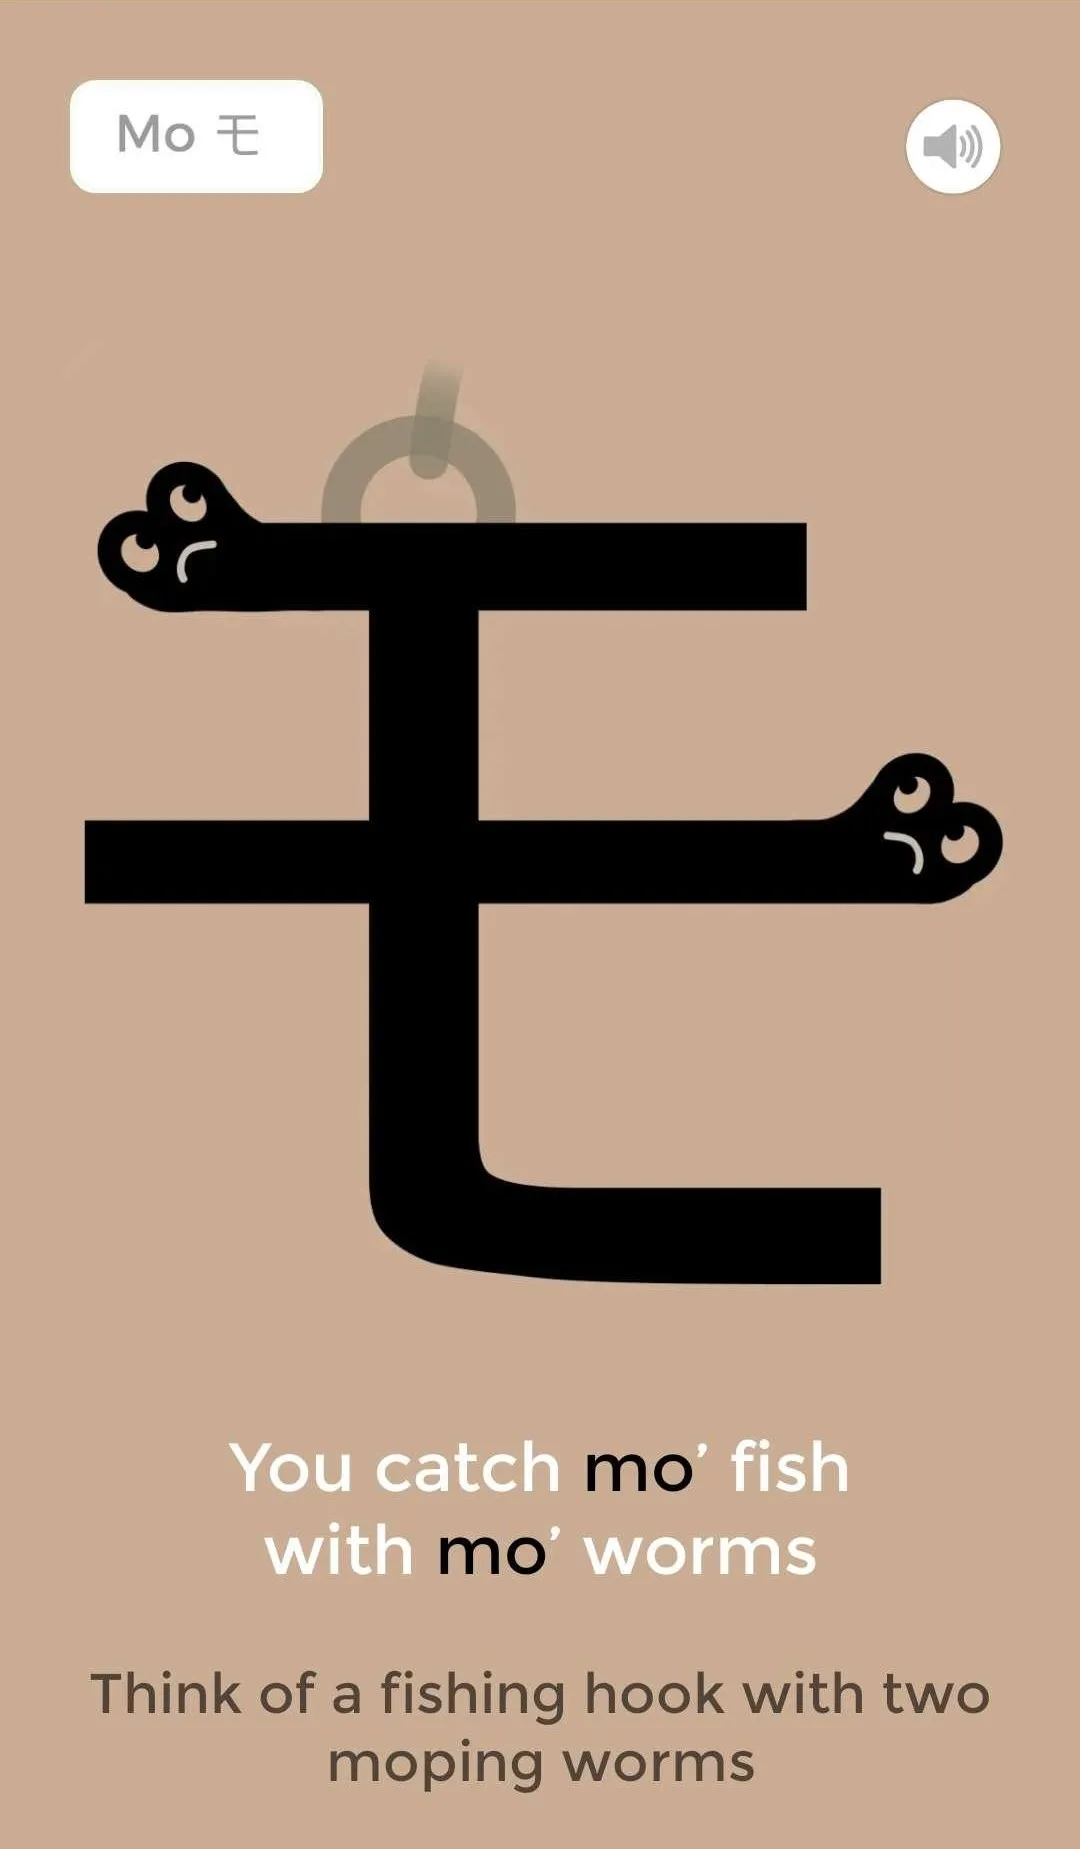 Mo モ
モ
You catch mo’ fish
with mo’ worms
Think of a fishing hook with two
moping worms